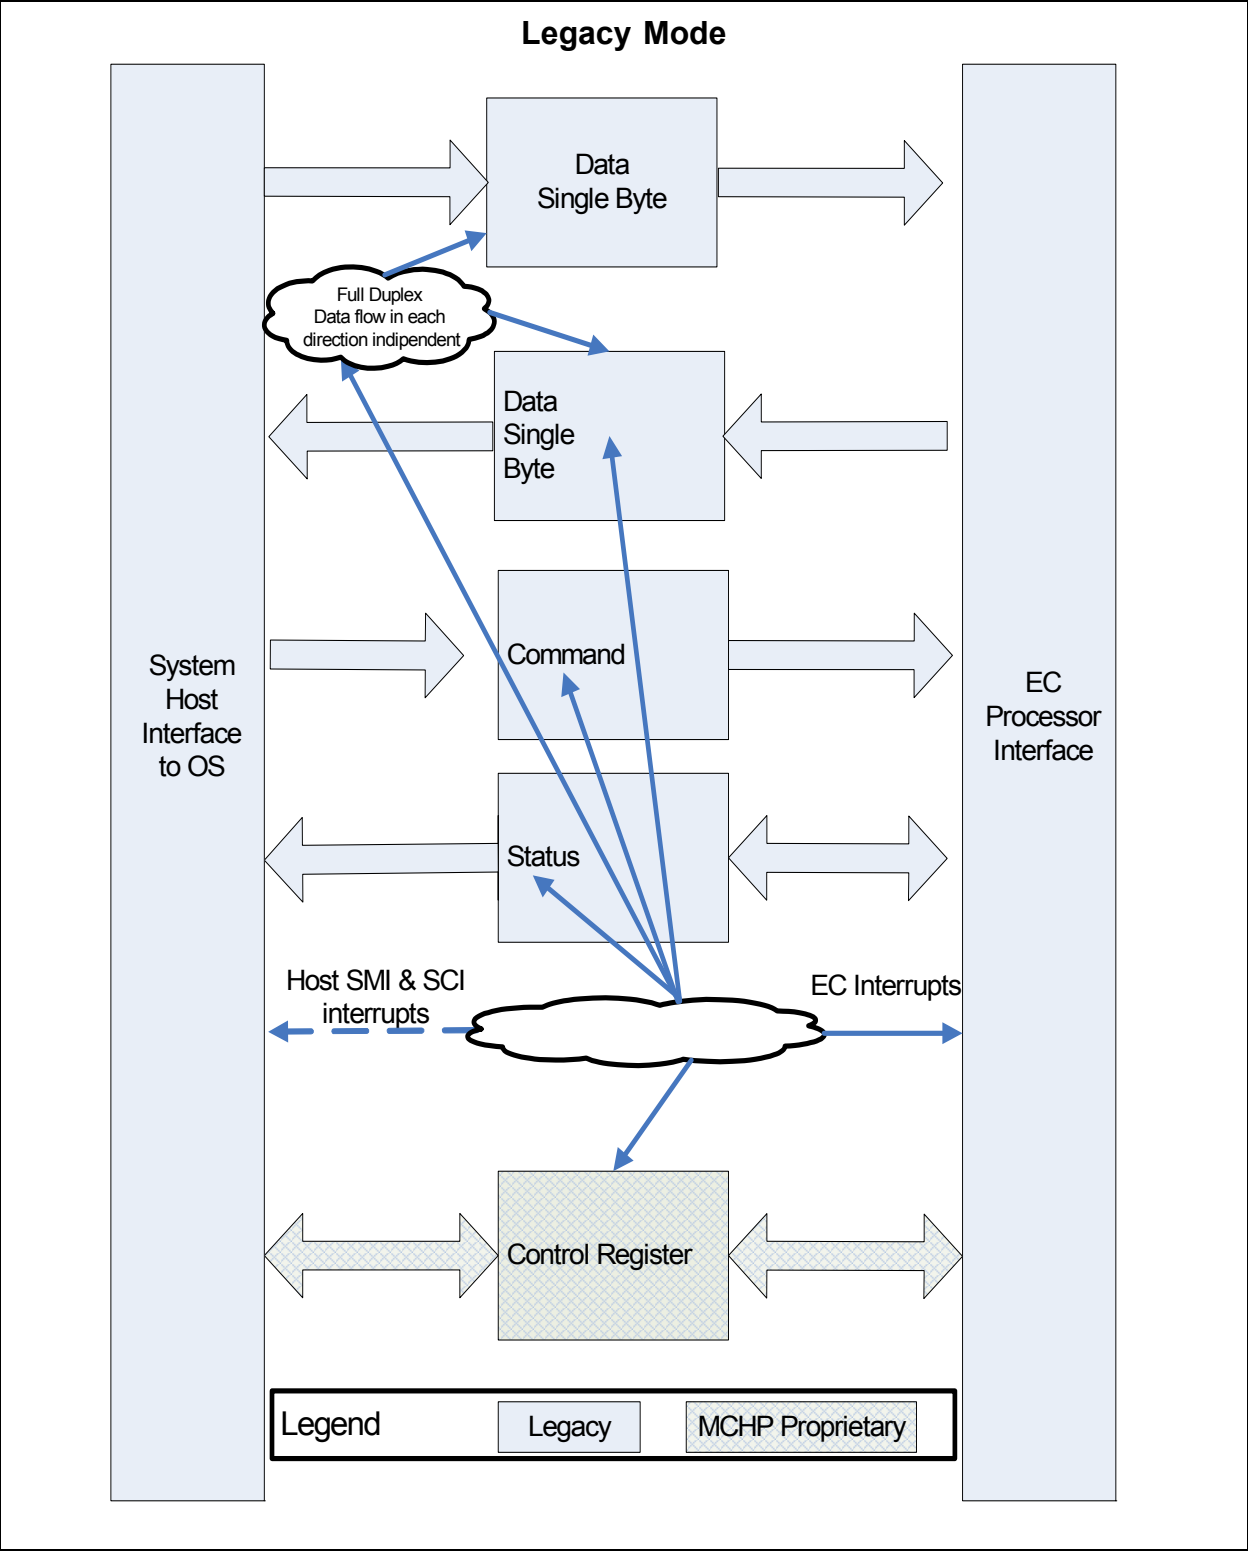 Legacy Mode
Data
Single Byte
Full Duplex
Data flow in each
direction indipendent
Data
Single
Byte
Command
System
Host
Interface
to OS
EC
Processor
Interface
Status
Host SMI & SCI
interrupts
EC Interrupts
Control Register
Legend
Legacy
MCHP Proprietary